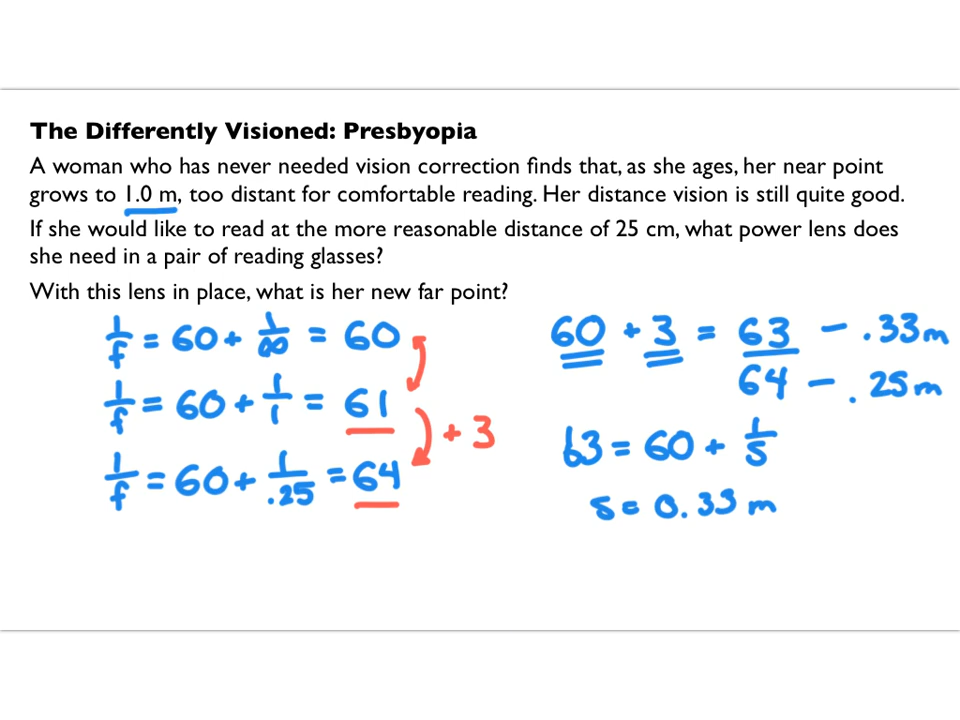 The Differently Visioned: Presbyopia
A woman who has never needed vision correction finds that, as she ages, her near point
grows to 1.0 m, too distant for comfortable reading. Her distance vision is still quite good.
If she would like to read at the more reasonable distance of 25 cm, what power lens does
she need in a pair of reading glasses?
With this lens in place, what is her new far point?
1/f = 60 + 1/∞ = 60
1/f = 60 + 1/1 = 61
+ 3
1/f = 60 + 1/.25 = 64
60 + 3 = 63 – .33m
64 – .25m
63 = 60 + 1/s
s = 0.33 m